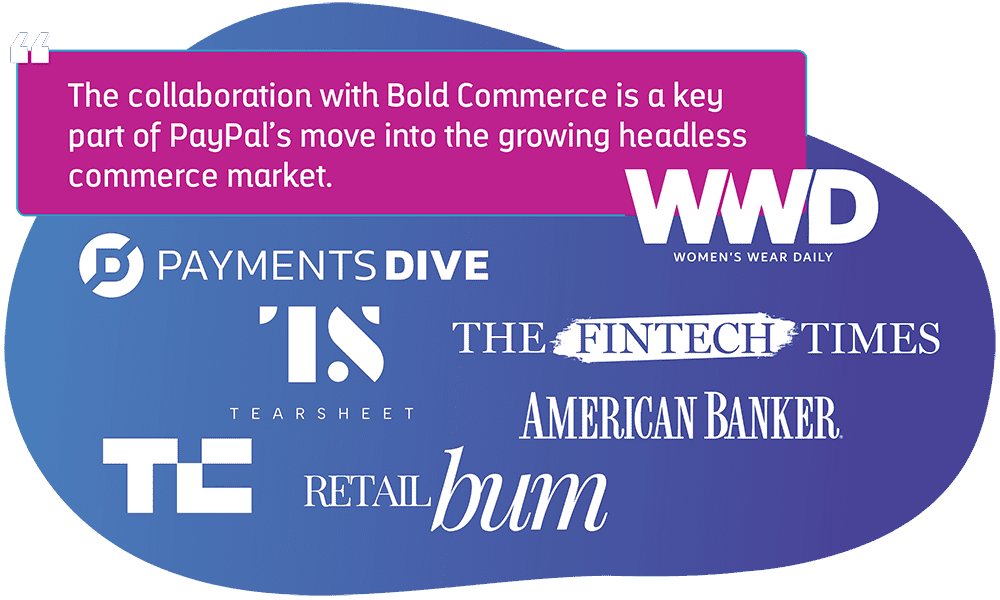 “
The collaboration with Bold Commerce is a key
part of PayPal’s move into the growing headless
commerce market.
WWD
WOMEN'S WEAR DAILY
PAYMENTS DIVE
TS
TEARSHEET
THE FINTECH TIMES
AMERICAN BANKER.
TC
RETAIL bum